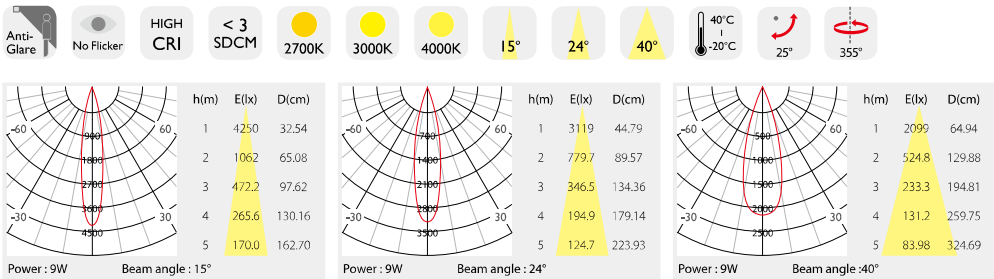 Anti-
Glare
No Flicker
HIGH
CRI
< 3
SDCM
2700K
3000K
4000K
15°
24°
40°
40°C
-20°C
25°
355°
h(m) E(lx) D(cm)
1 4250 32.54
2 1062 65.08
3 472.2 97.62
4 265.6 130.16
5 170.0 162.70
-60 60
-30 30
900
1800
2700
3600
4500
Power : 9W Beam angle : 15°
h(m) E(lx) D(cm)
1 3119 44.79
2 779.7 89.57
3 346.5 134.36
4 194.9 179.14
5 124.7 223.93
-60 60
-30 30
700
1400
2100
2800
3500
Power : 9W Beam angle : 24°
h(m) E(lx) D(cm)
1 2099 64.94
2 524.8 129.88
3 233.3 194.81
4 131.2 259.75
5 83.98 324.69
-60 60
-30 30
500
1000
1500
2000
2500
Power : 9W Beam angle :40°